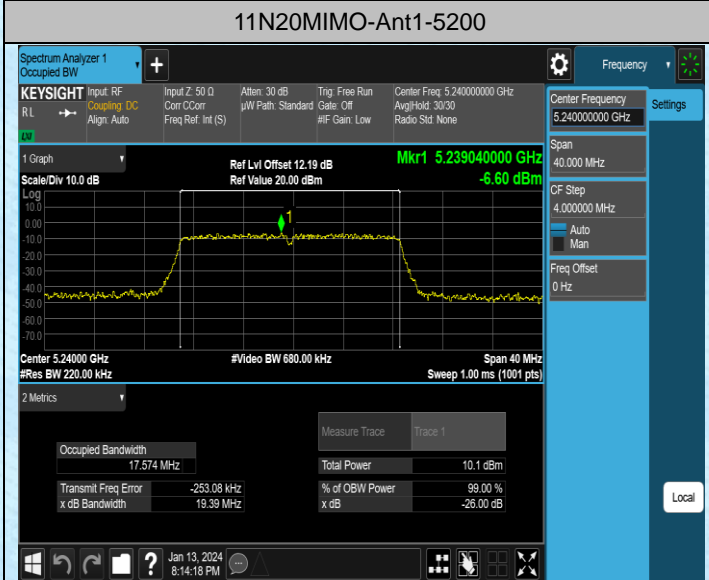 11N20MIMO-Ant1-5200
Spectrum Analyzer 1
Occupied BW
+
Frequency
KEYSIGHT
RL
LXI
Input: RF
Coupling: DC
Align: Auto
Input Z: 50 Ω
Corr CCorr
Freq Ref: Int (S)
Atten: 30 dB
µW Path: Standard
Trig: Free Run
Gate: Off
#IF Gain: Low
Center Freq: 5.240000000 GHz
Avg|Hold: 30/30
Radio Std: None
Center Frequency
5.240000000 GHz
Settings
Span
40.000 MHz
CF Step
4.000000 MHz
Auto
Man
Freq Offset
0 Hz
1 Graph
Scale/Div 10.0 dB
Ref Lvl Offset 12.19 dB
Ref Value 20.00 dBm
Mkr1 5.239040000 GHz
-6.60 dBm
Log
10.0
0.00
-10.0
-20.0
-30.0
-40.0
-50.0
-60.0
-70.0
1
Center 5.24000 GHz
#Res BW 220.00 kHz
#Video BW 680.00 kHz
Span 40 MHz
Sweep 1.00 ms (1001 pts)
2 Metrics
Measure Trace Trace 1
Occupied Bandwidth
17.574 MHz
Total Power 10.1 dBm
Transmit Freq Error -253.08 kHz
x dB Bandwidth 19.39 MHz
% of OBW Power 99.00 %
x dB -26.00 dB
Local
?
Jan 13, 2024
8:14:18 PM